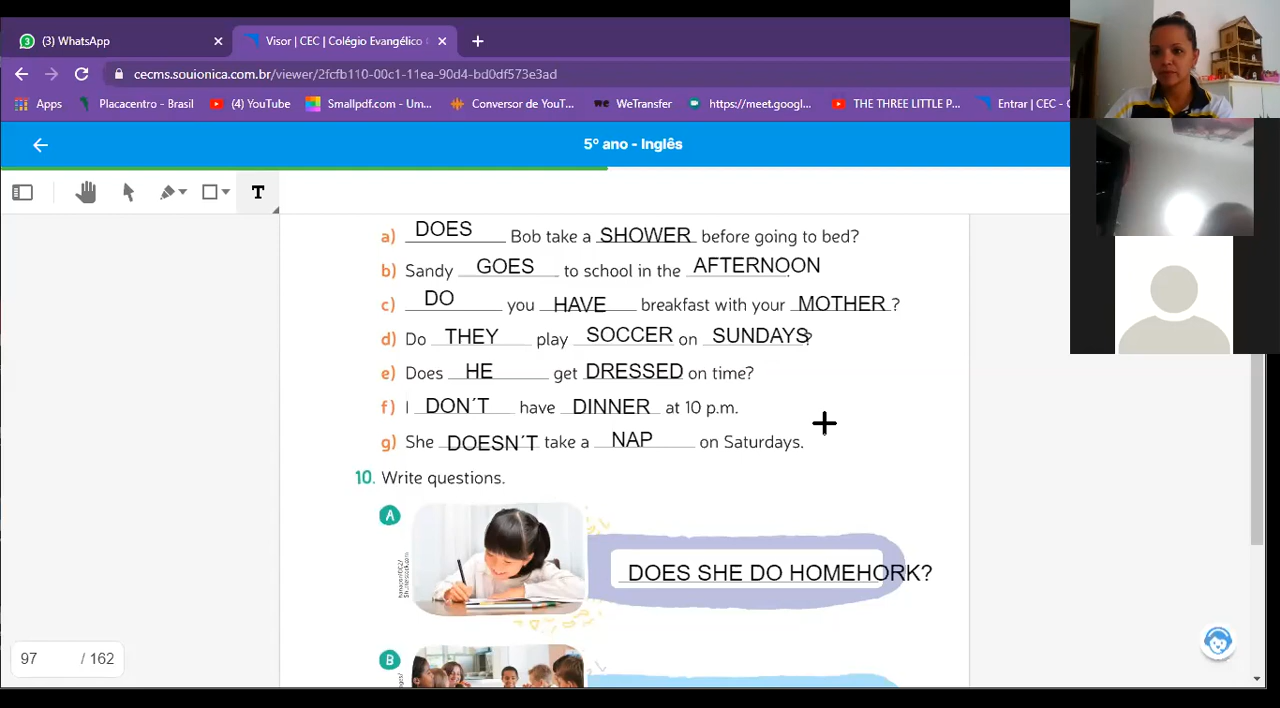 (3) WhatsApp
Visor | CEC | Colégio Evangélico
cecms.souionica.com.br/viewer/2fcfb110-00c1-11ea-90d4-bd0df573e3ad
Apps Placacentro - Brasil (4) YouTube Smallpdf.com - Um... Conversor de YouT... WeTransfer https://meet.googl... THE THREE LITTLE P... Entrar | CEC - C
5º ano - Inglês
T
a) DOES Bob take a SHOWER before going to bed?
b) Sandy GOES to school in the AFTERNOON.
c) DO you HAVE breakfast with your MOTHER?
d) Do THEY play SOCCER on SUNDAYS?
e) Does HE get DRESSED on time?
f) I DON´T have DINNER at 10 p.m.
g) She DOESN´T take a NAP on Saturdays.
10. Write questions.
A
DOES SHE DO HOMEHORK?
B
97 / 162